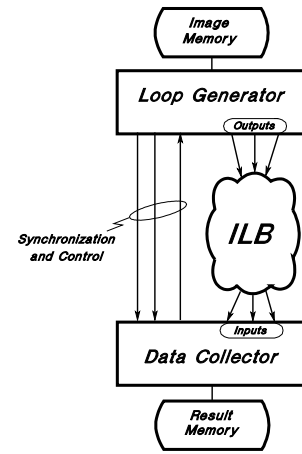 Image
Memory
Loop Generator
Outputs
ILB
Synchronization
and Control
Inputs
Data Collector
Result
Memory